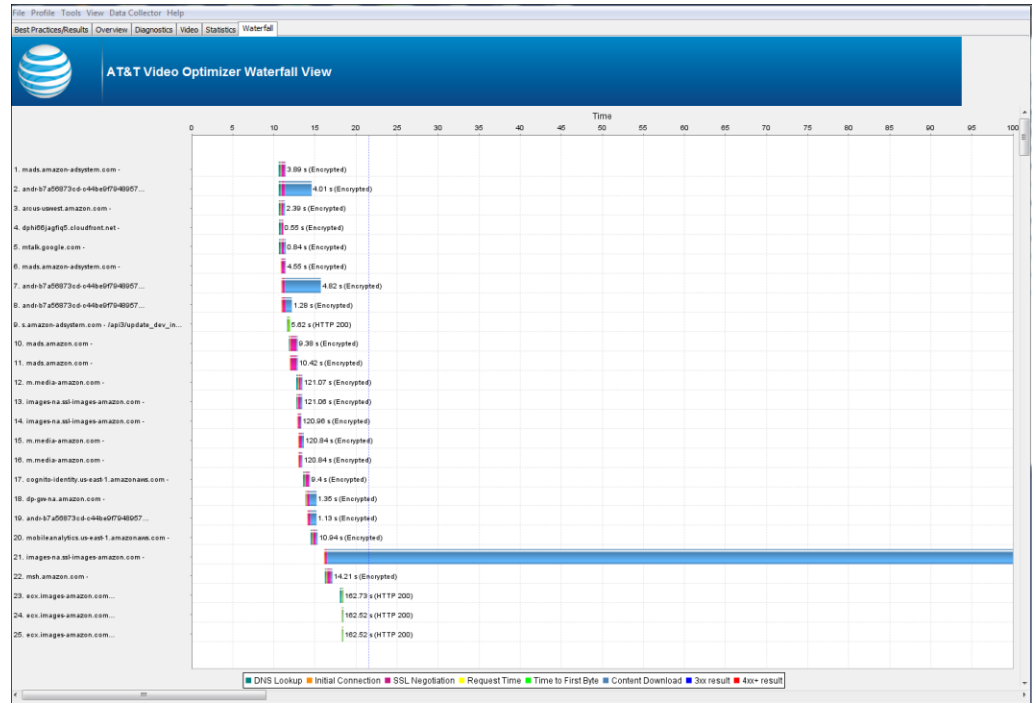 File Profile Tools View Data Collector Help
Best Practices/Results Overview Diagnostics Video Statistics Waterfall
AT&T Video Optimizer Waterfall View
Time
0 5 10 15 20 25 30 35 40 45 50 55 60 65 70 75 80 85 90 95 100
1. mads.amazon-adsystem.com - 3.89 s (Encrypted)
2. andr-b7a56873cd-c44be9f7948957... 4.01 s (Encrypted)
3. arcus-uswest.amazon.com - 2.39 s (Encrypted)
4. dphi66jagfiq5.cloudfront.net - 0.55 s (Encrypted)
5. mtalk.google.com - 0.84 s (Encrypted)
6. mads.amazon-adsystem.com - 4.55 s (Encrypted)
7. andr-b7a56873cd-c44be9f7948957... 4.82 s (Encrypted)
8. andr-b7a56873cd-c44be9f7948957... 1.28 s (Encrypted)
9. s.amazon-adsystem.com - /api3/update_dev_in... 5.62 s (HTTP 200)
10. mads.amazon.com - 9.38 s (Encrypted)
11. mads.amazon.com - 10.42 s (Encrypted)
12. m.media-amazon.com - 121.07 s (Encrypted)
13. images-na.ssl-images-amazon.com - 121.06 s (Encrypted)
14. images-na.ssl-images-amazon.com - 120.96 s (Encrypted)
15. m.media-amazon.com - 120.84 s (Encrypted)
16. m.media-amazon.com - 120.84 s (Encrypted)
17. cognito-identity.us-east-1.amazonaws.com - 9.4 s (Encrypted)
18. dp-gw-na.amazon.com - 1.35 s (Encrypted)
19. andr-b7a56873cd-c44be9f7948957... 1.13 s (Encrypted)
20. mobileanalytics.us-east-1.amazonaws.com - 10.94 s (Encrypted)
21. images-na.ssl-images-amazon.com -
22. msh.amazon.com - 14.21 s (Encrypted)
23. ecx.images-amazon.com... 162.73 s (HTTP 200)
24. ecx.images-amazon.com... 162.52 s (HTTP 200)
25. ecx.images-amazon.com... 162.52 s (HTTP 200)
DNS Lookup Initial Connection SSL Negotiation Request Time Time to First Byte Content Download 3xx result 4xx+ result